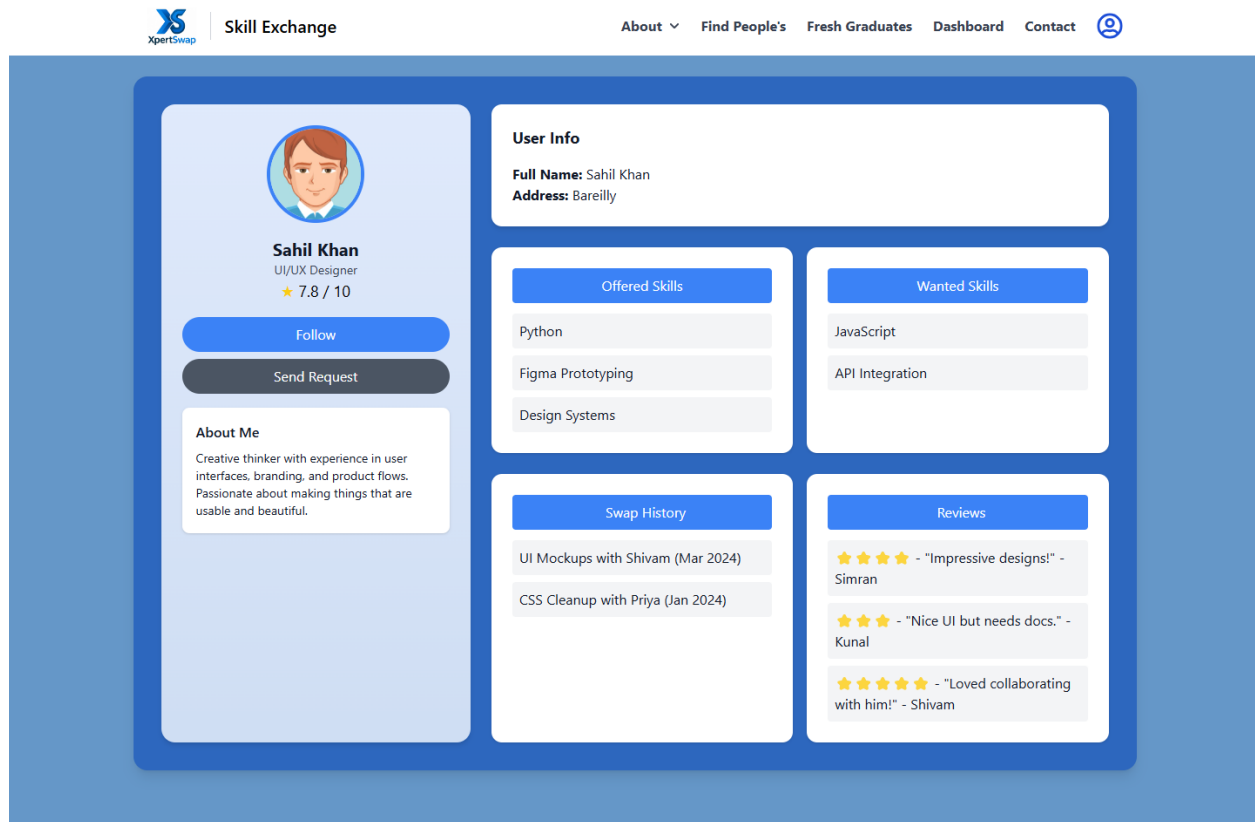 XpertSwap
Skill Exchange
About
Find People's
Fresh Graduates
Dashboard
Contact
Sahil Khan
UI/UX Designer
7.8 / 10
Follow
Send Request
About Me
Creative thinker with experience in user
interfaces, branding, and product flows.
Passionate about making things that are
usable and beautiful.
User Info
Full Name: Sahil Khan
Address: Bareilly
Offered Skills
Python
Figma Prototyping
Design Systems
Wanted Skills
JavaScript
API Integration
Swap History
UI Mockups with Shivam (Mar 2024)
CSS Cleanup with Priya (Jan 2024)
Reviews
- "Impressive designs!" -
Simran
- "Nice UI but needs docs." -
Kunal
- "Loved collaborating
with him!" - Shivam